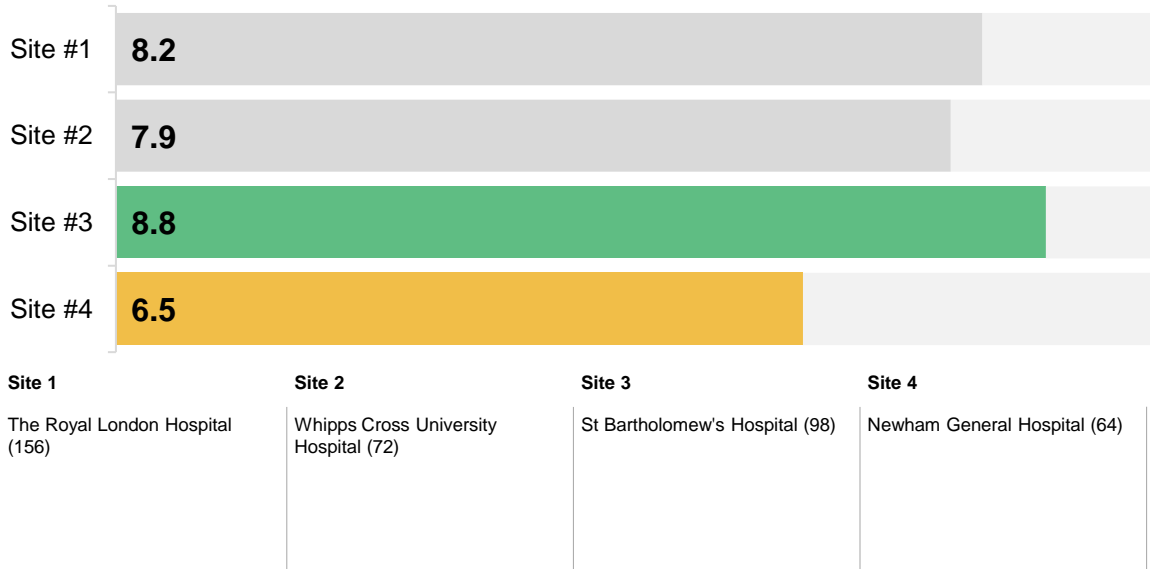 Site #1
8.2
Site #2
7.9
Site #3
8.8
Site #4
6.5
Site 1
The Royal London Hospital
(156)
Site 2
Whipps Cross University
Hospital (72)
Site 3
St Bartholomew's Hospital (98)
Site 4
Newham General Hospital (64)